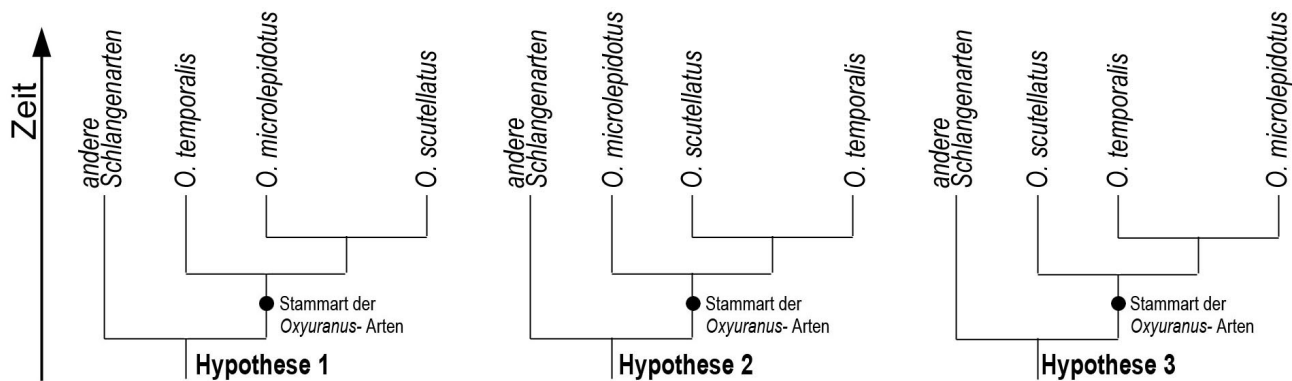 Zeit
andere
Schlangenarten
O. temporalis
O. microlepidotus
O. scutellatus
Stammart der
Oxyuranus- Arten
Hypothese 1
andere
Schlangenarten
O. microlepidotus
O. scutellatus
O. temporalis
Stammart der
Oxyuranus- Arten
Hypothese 2
andere
Schlangenarten
O. scutellatus
O. temporalis
O. microlepidotus
Stammart der
Oxyuranus- Arten
Hypothese 3